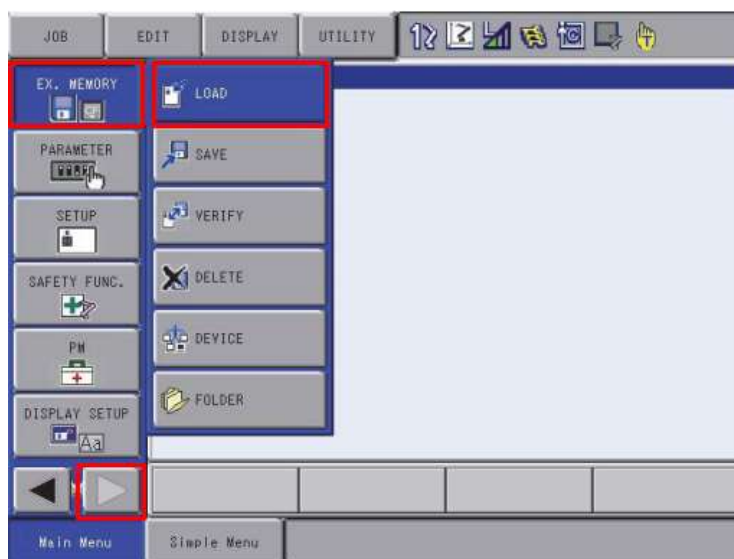 JOB EDIT DISPLAY UTILITY
EX. MEMORY
LOAD
PARAMETER
SAVE
SETUP
VERIFY
SAFETY FUNC.
DELETE
PM
DEVICE
DISPLAY SETUP
FOLDER
Main Menu Simple Menu